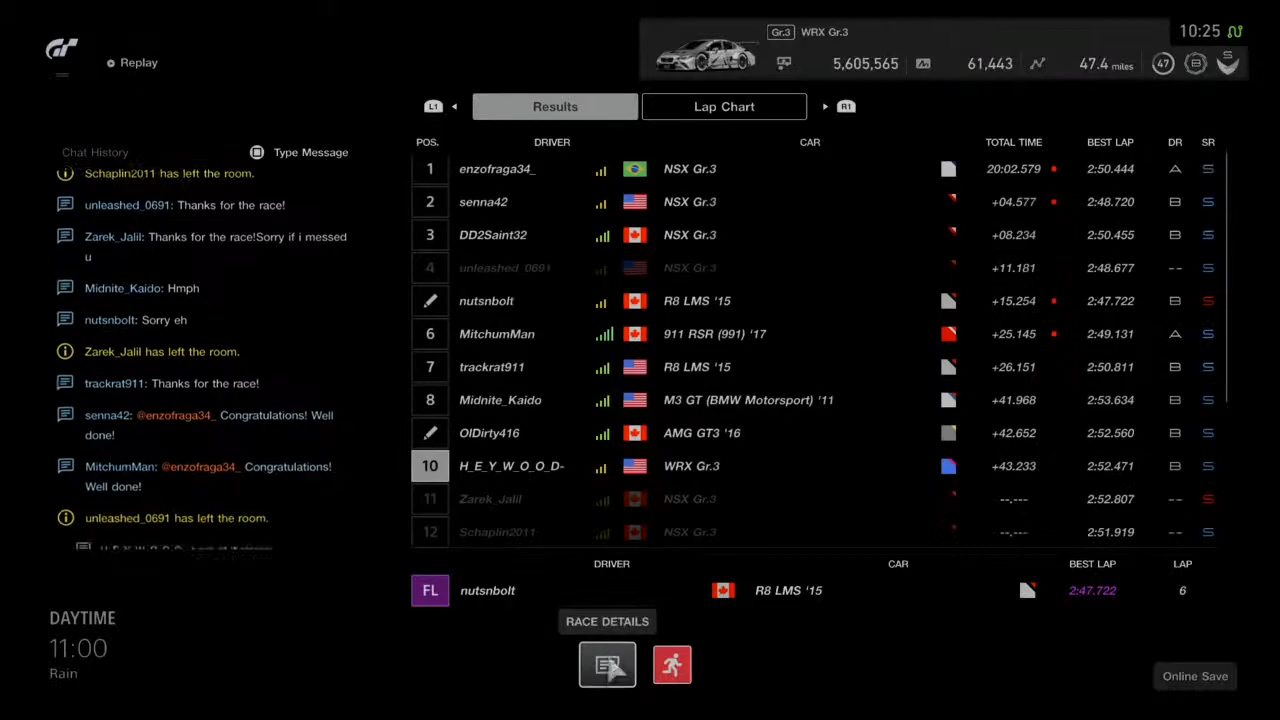 Gr.3 WRX Gr.3
10:25
Replay
5,605,565 61,443 47.4 miles 47 B S
L1 Results Lap Chart R1
Chat History Type Message
Schaplin2011 has left the room.
unleashed_0691: Thanks for the race!
Zarek_Jalil: Thanks for the race!Sorry if i messed
u
Midnite_Kaido: Hmph
nutsnbolt: Sorry eh
Zarek_Jalil has left the room.
trackrat911: Thanks for the race!
senna42: @enzofraga34_ Congratulations! Well
done!
MitchumMan: @enzofraga34_ Congratulations!
Well done!
unleashed_0691 has left the room.
POS. DRIVER CAR TOTAL TIME BEST LAP DR SR
1 enzofraga34_ NSX Gr.3 20:02.579 2:50.444 A S
2 senna42 NSX Gr.3 +04.577 2:48.720 B S
3 DD2Saint32 NSX Gr.3 +08.234 2:50.455 B S
4 unleashed_0691 NSX Gr.3 +11.181 2:48.677 -- S
nutsnbolt R8 LMS '15 +15.254 2:47.722 B S
6 MitchumMan 911 RSR (991) '17 +25.145 2:49.131 A S
7 trackrat911 R8 LMS '15 +26.151 2:50.811 B S
8 Midnite_Kaido M3 GT (BMW Motorsport) '11 +41.968 2:53.634 B S
OlDirty416 AMG GT3 '16 +42.652 2:52.560 B S
10 H_E_Y_W_O_O_D- WRX Gr.3 +43.233 2:52.471 B S
11 Zarek_Jalil NSX Gr.3 --.--- 2:52.807 -- S
12 Schaplin2011 NSX Gr.3 --.--- 2:51.919 -- S
DRIVER CAR BEST LAP LAP
FL nutsnbolt R8 LMS '15 2:47.722 6
RACE DETAILS
DAYTIME
11:00
Rain
Online Save